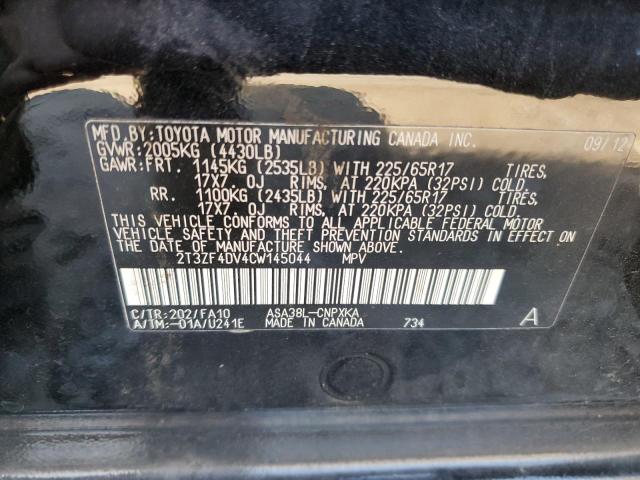 MFD. BY: TOYOTA MOTOR MANUFACTURING CANADA INC. 09/12
GVWR: 2005KG (4430LB)
GAWR: FRT. 1145KG (2535LB) WITH 225/65R17 TIRES,
17X7 0J RIMS, AT 220KPA (32PSI) COLD.
RR. 1100KG (2435LB) WITH 225/65R17 TIRES,
17X7 0J RIMS, AT 220KPA (32PSI) COLD.
THIS VEHICLE CONFORMS TO ALL APPLICABLE FEDERAL MOTOR
VEHICLE SAFETY AND THEFT PREVENTION STANDARDS
IN EFFECT ON THE DATE OF MANUFACTURE SHOWN ABOVE.
2T3ZF4DV4CW145044 MPV
C/TR: 202/FA10 ASA38L-CNPXKA
A/TM:-01A/U241E MADE IN CANADA 734 A